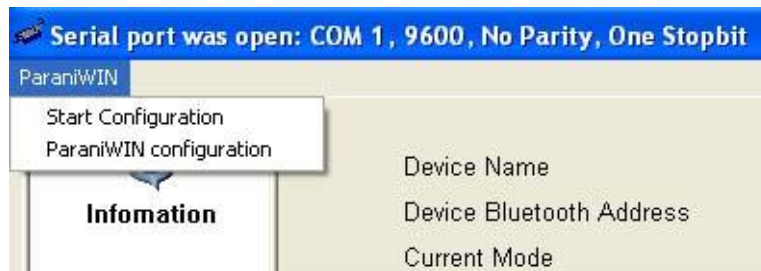 Serial port was open: COM 1, 9600, No Parity, One Stopbit
ParaniWIN
Start Configuration
ParaniWIN configuration
Infomation
Device Name
Device Bluetooth Address
Current Mode